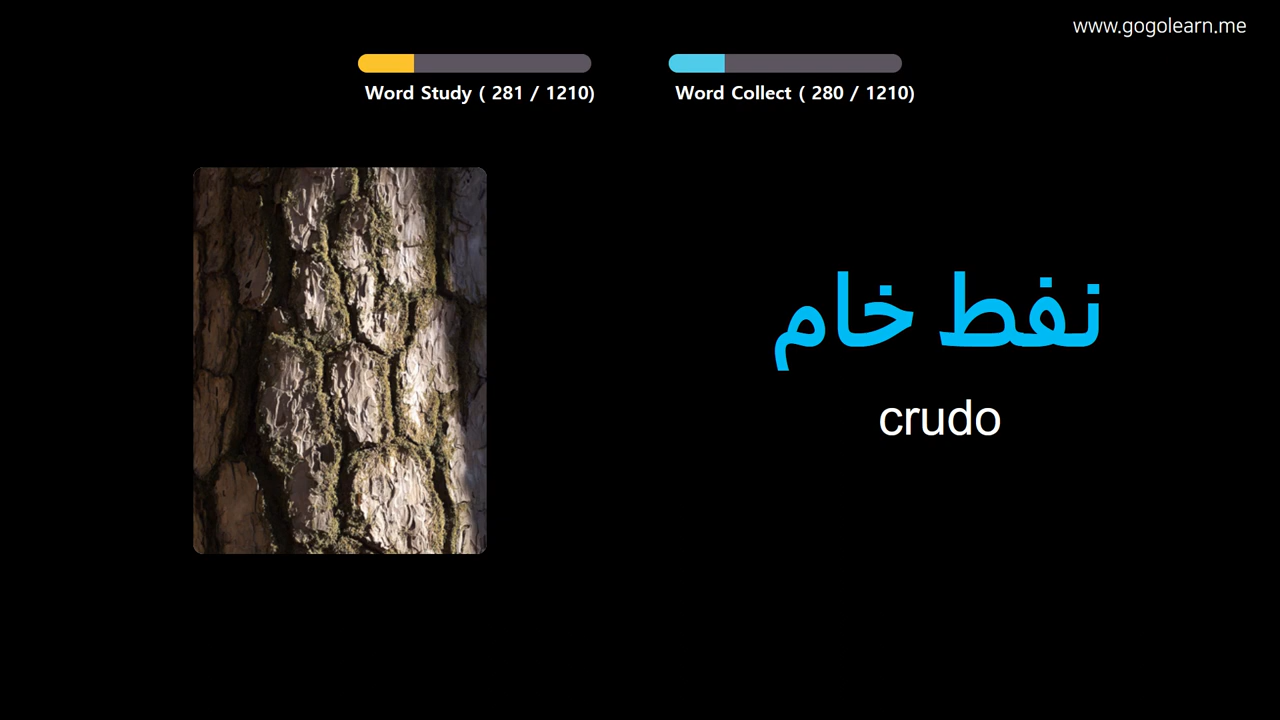 www.gogolearn.me
Word Study ( 281 / 1210)
Word Collect ( 280 / 1210)
نفط خام
crudo